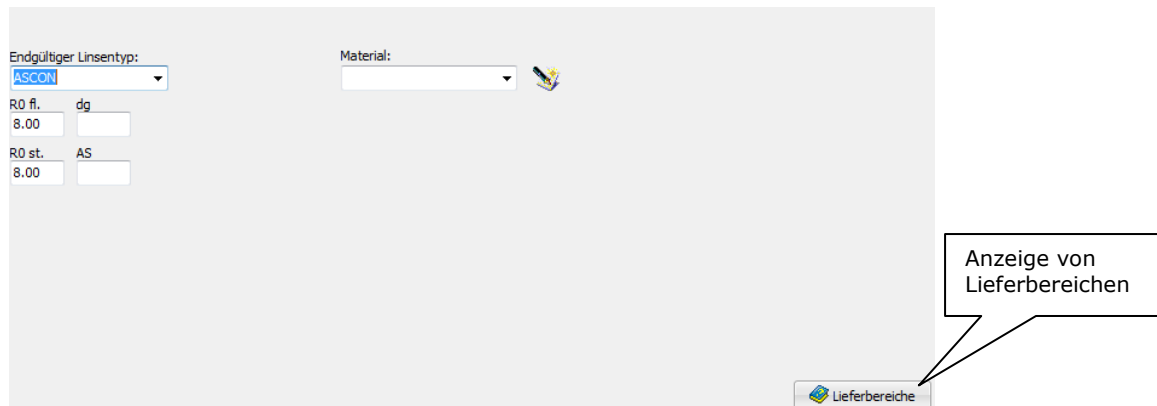 Endgültiger Linsentyp:
Material:
ASCON
R0 fl.
dg
8.00
R0 st.
AS
8.00
Anzeige von
Lieferbereichen
Lieferbereiche